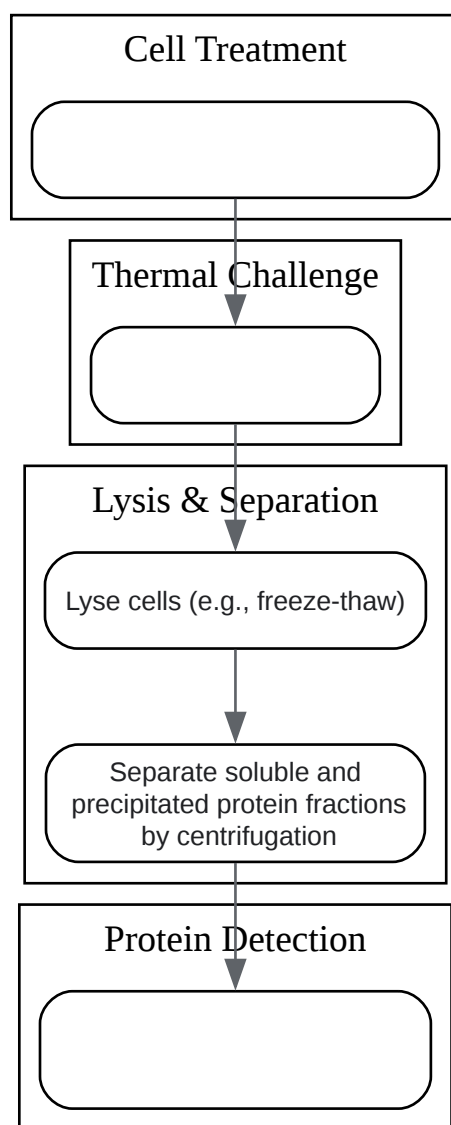 Cell Treatment
Thermal Challenge
Lysis & Separation
Lyse cells (e.g., freeze-thaw)
Separate soluble and
precipitated protein fractions
by centrifugation
Protein Detection